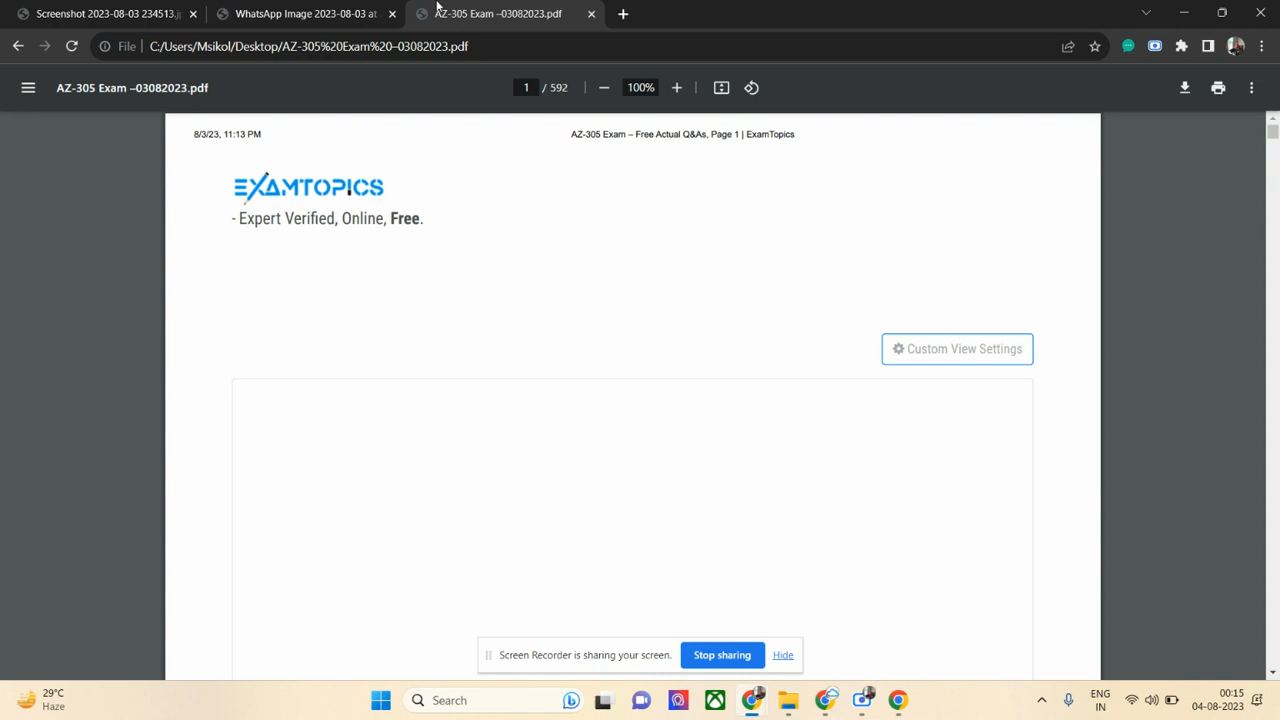 Screenshot 2023-08-03 234513.j
WhatsApp Image 2023-08-03 at
AZ-305 Exam –03082023.pdf
File
C:/Users/Msikol/Desktop/AZ-305%20Exam%20–03082023.pdf
AZ-305 Exam –03082023.pdf
1 / 592
100%
8/3/23, 11:13 PM
AZ-305 Exam – Free Actual Q&As, Page 1 | ExamTopics
EXAMTOPICS
- Expert Verified, Online, Free.
Custom View Settings
Screen Recorder is sharing your screen.
Stop sharing
Hide
29°C
Haze
Search
ENG
IN
00:15
04-08-2023